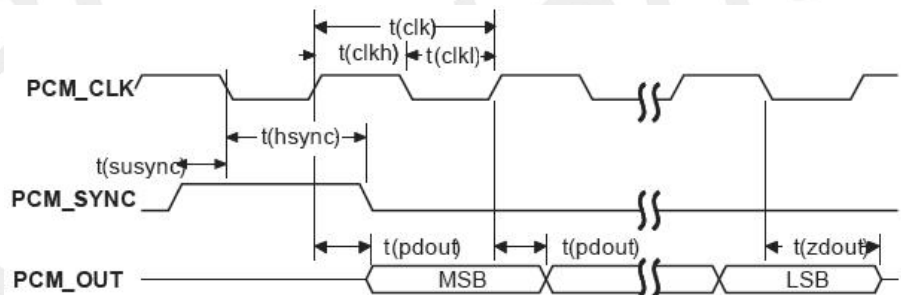 t(clk)
t(clkh) t(clkl)
PCM_CLK
t(hsync)
t(susync)
PCM_SYNC
t(pdout) t(pdout) t(zdout)
PCM_OUT MSB LSB